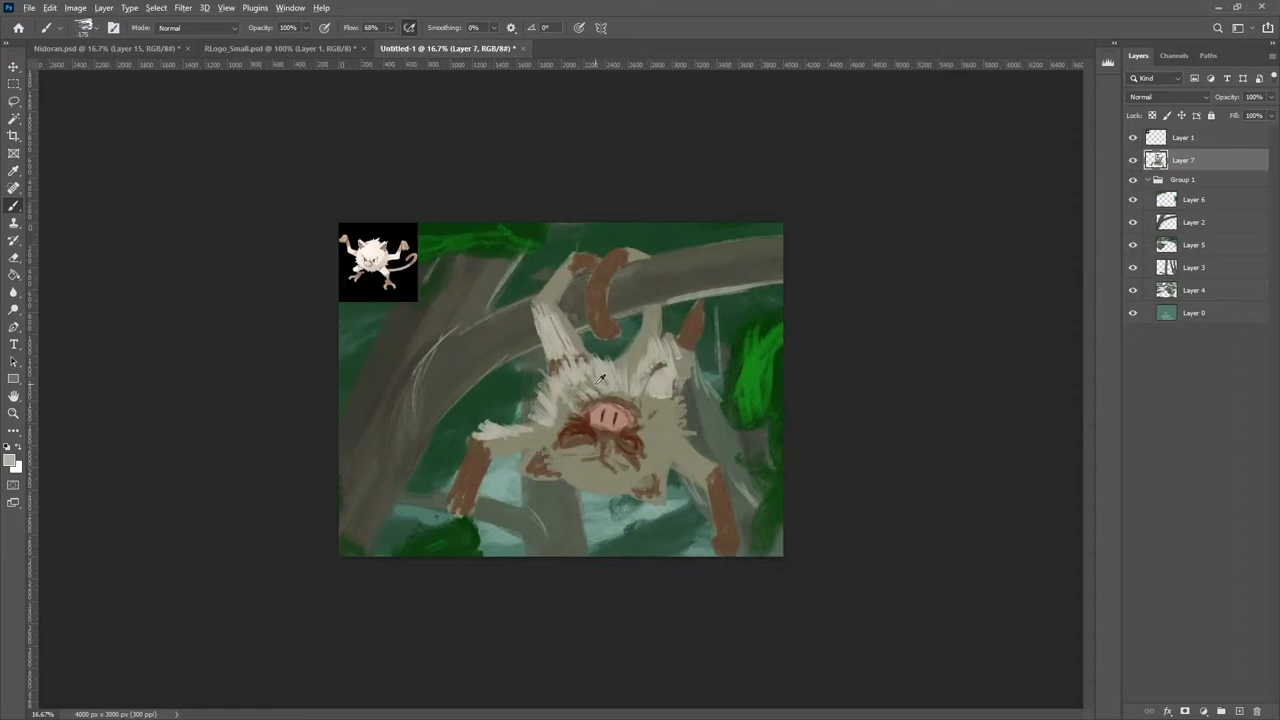 File Edit Image Layer Type Select Filter 3D View Plugins Window Help
175 Mode: Normal Opacity: 100% Flow: 68% Smoothing: 0% 0°
Nidoran.psd @ 16.7% (Layer 15, RGB/8#) * × RLogo_Small.psd @ 100% (Layer 1, RGB/8) * × Untitled-1 @ 16.7% (Layer 7, RGB/8#) * ×
Layers Channels Paths
Kind
Normal Opacity: 100%
Lock: Fill: 100%
Layer 1
Layer 7
Group 1
Layer 6
Layer 2
Layer 5
Layer 3
Layer 4
Layer 0
16.67% 4000 px x 3000 px (300 ppi)